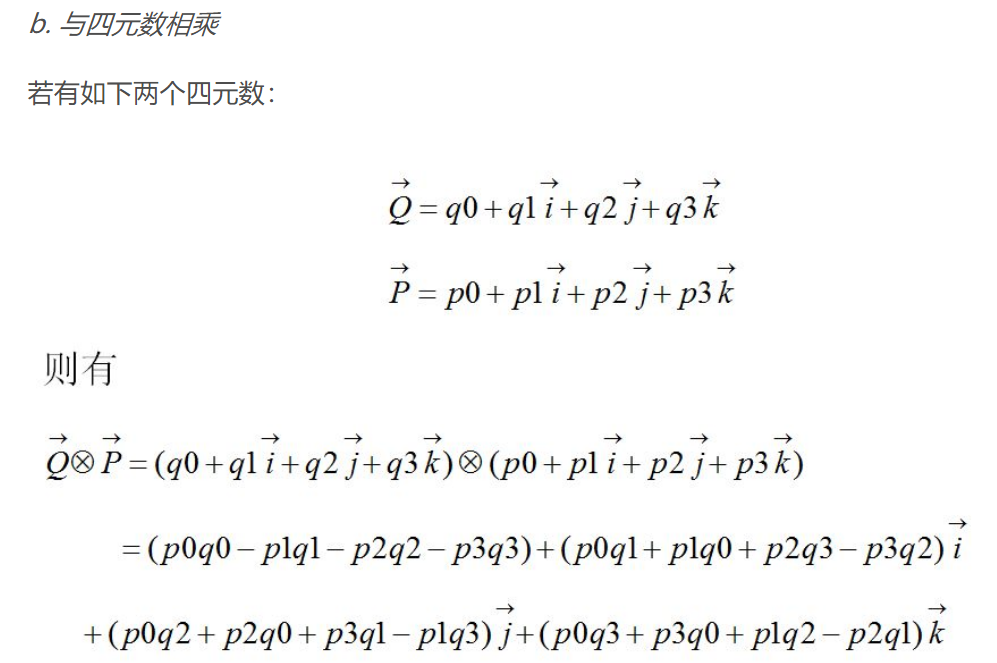 b. 与四元数相乘
若有如下两个四元数：
$\vec{Q} = q0 + q1\vec{i} + q2\vec{j} + q3\vec{k}$
$\vec{P} = p0 + p1\vec{i} + p2\vec{j} + p3\vec{k}$
则有
$\vec{Q} \otimes \vec{P} = (q0 + q1\vec{i} + q2\vec{j} + q3\vec{k}) \otimes (p0 + p1\vec{i} + p2\vec{j} + p3\vec{k})$
$= (p0q0 - p1q1 - p2q2 - p3q3) + (p0q1 + p1q0 + p2q3 - p3q2)\vec{i}$
$+ (p0q2 + p2q0 + p3q1 - p1q3)\vec{j} + (p0q3 + p3q0 + p1q2 - p2q1)\vec{k}$